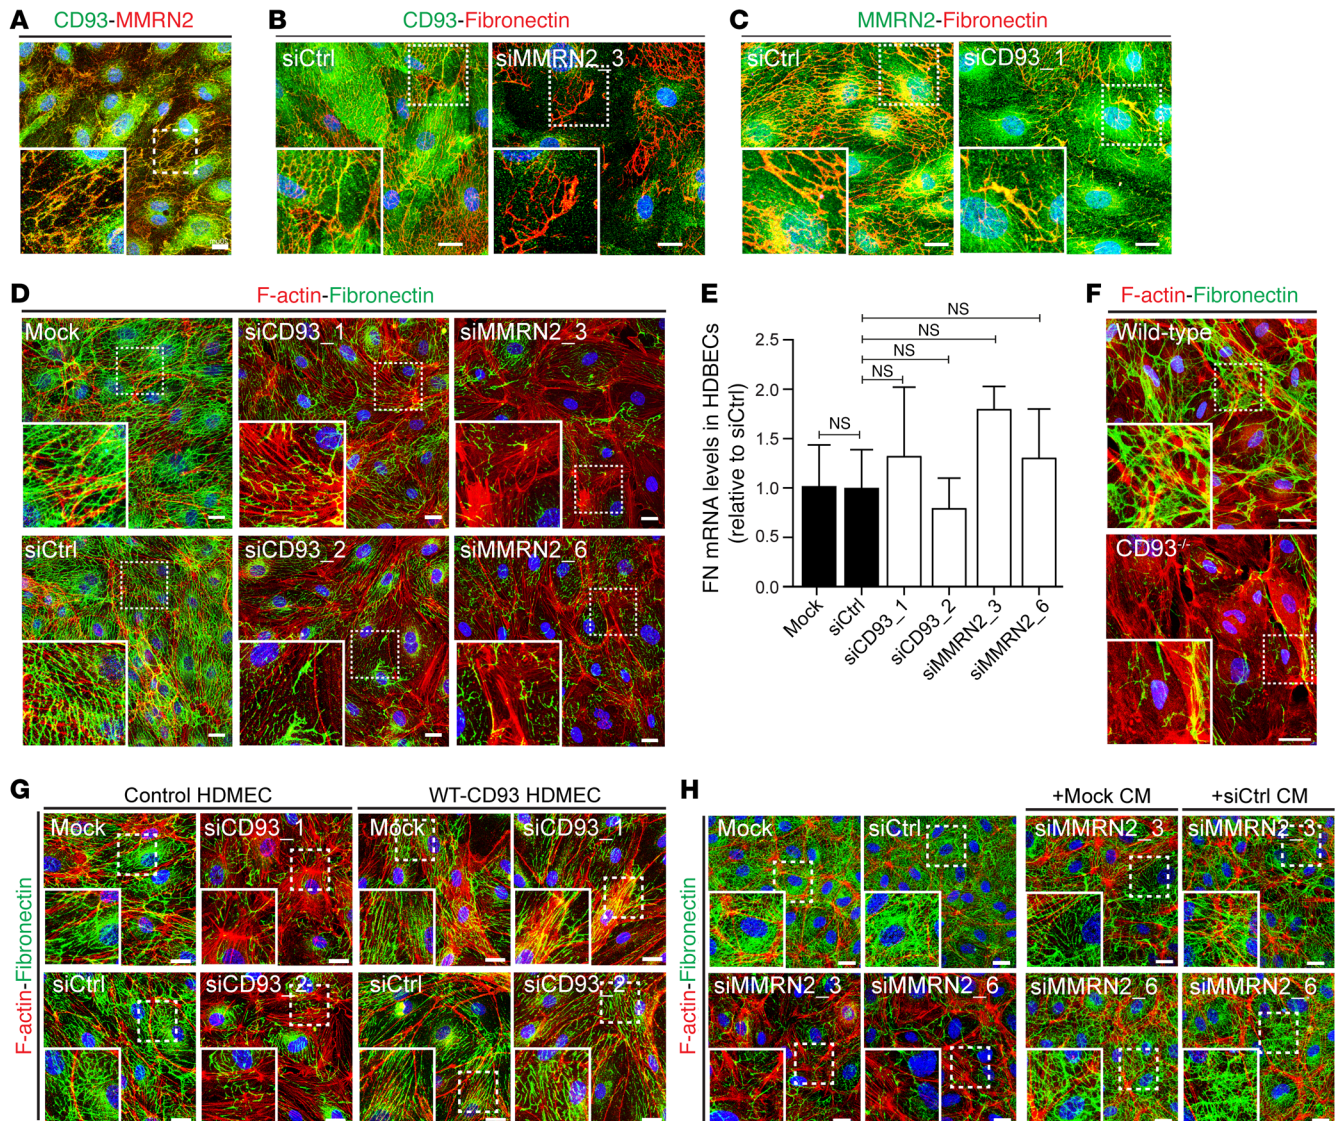 A
CD93-MMRN2
B
CD93-Fibronectin
siCtrl
siMMRN2_3
C
MMRN2-Fibronectin
siCtrl
siCD93_1
D
F-actin-Fibronectin
Mock
siCD93_1
siMMRN2_3
siCtrl
siCD93_2
siMMRN2_6
E
FN mRNA levels in HDBECs
(relative to siCtrl)
2.5
2.0
1.5
1.0
0.5
0.0
NS
NS
NS
NS
NS
Mock
siCtrl
siCD93_1
siCD93_2
siMMRN2_3
siMMRN2_6
F
F-actin-Fibronectin
Wild-type
CD93-/-
G
Control HDMEC
WT-CD93 HDMEC
F-actin-Fibronectin
Mock
siCD93_1
Mock
siCD93_1
siCtrl
siCD93_2
siCtrl
siCD93_2
H
+Mock CM
+siCtrl CM
F-actin-Fibronectin
Mock
siCtrl
siMMRN2_3
siMMRN2_3
siMMRN2_3
siMMRN2_6
siMMRN2_6
siMMRN2_6